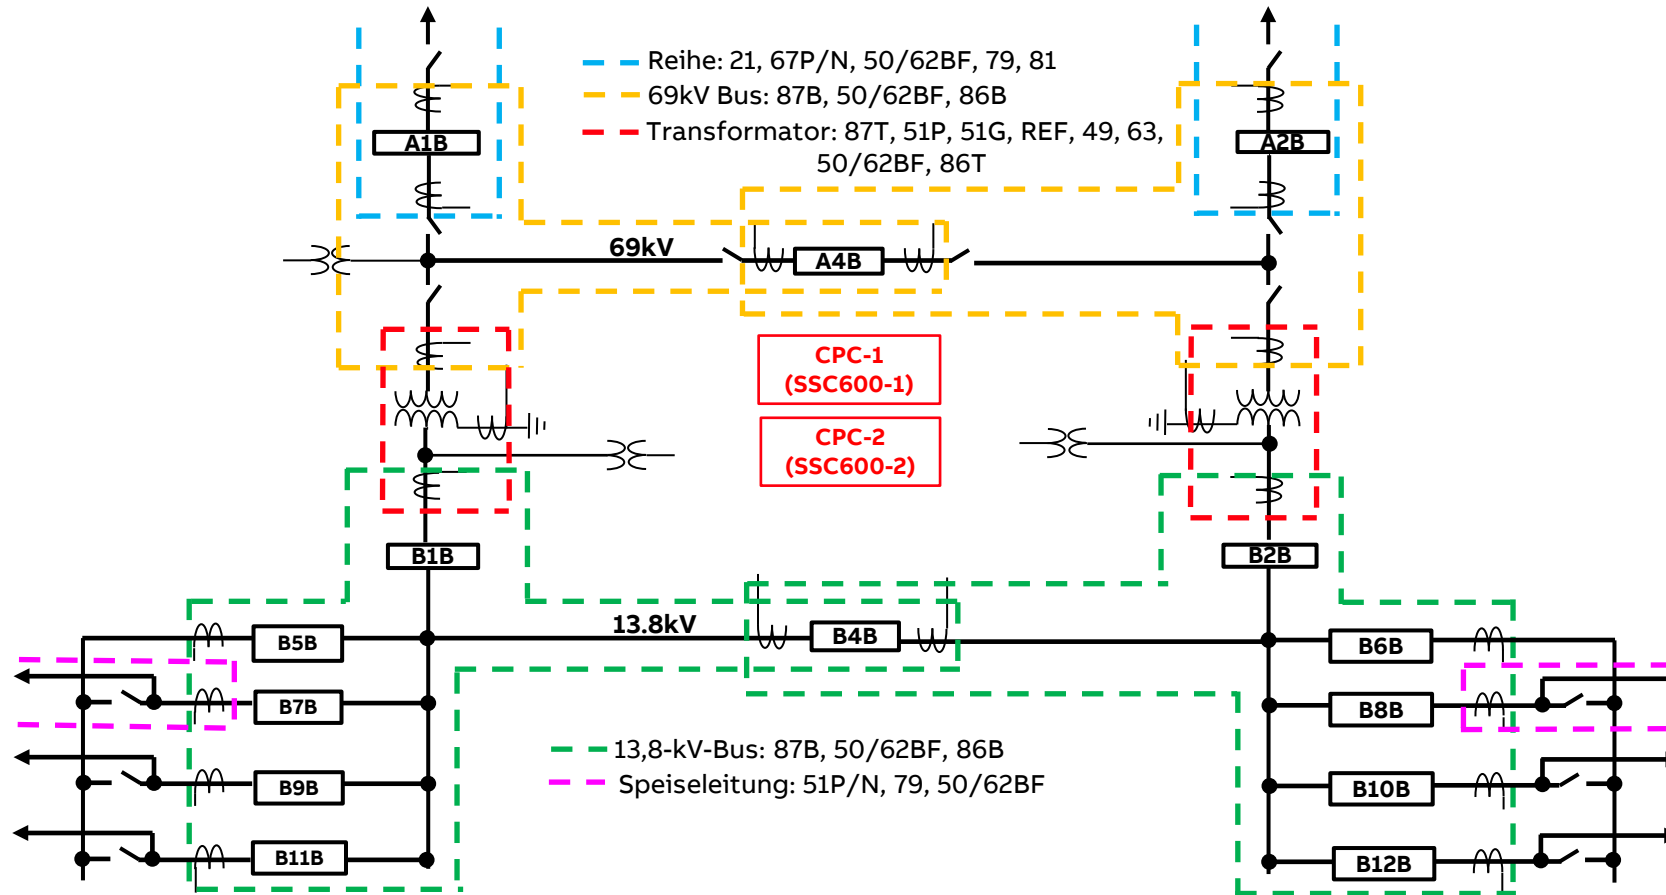 Reihe: 21, 67P/N, 50/62BF, 79, 81
69kV Bus: 87B, 50/62BF, 86B
Transformator: 87T, 51P, 51G, REF, 49, 63,
50/62BF, 86T
A1B
A2B
69kV
A4B
CPC-1
(SSC600-1)
CPC-2
(SSC600-2)
B1B
B2B
13.8kV
B4B
B5B
B6B
B7B
B8B
13,8-kV-Bus: 87B, 50/62BF, 86B
Speiseleitung: 51P/N, 79, 50/62BF
B9B
B10B
B11B
B12B